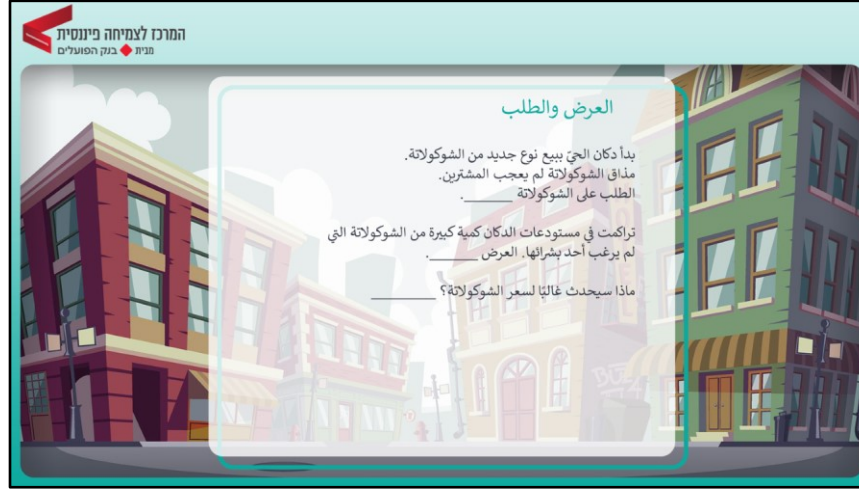 המרכז לצמיחה פיננסית
מבית בנק הפועלים
العرض والطلب
بدأ دكان الحيّ ببيع نوع جديد من الشوكولاتة.
مذاق الشوكولاتة لم يعجب المشترين.
الطلب على الشوكولاتة ______.
تراكمت في مستودعات الدكان كمية كبيرة من الشوكولاتة التي
لم يرغب أحد بشرائها. العرض ______.
ماذا سيحدث غالبًا لسعر الشوكولاتة؟ ________